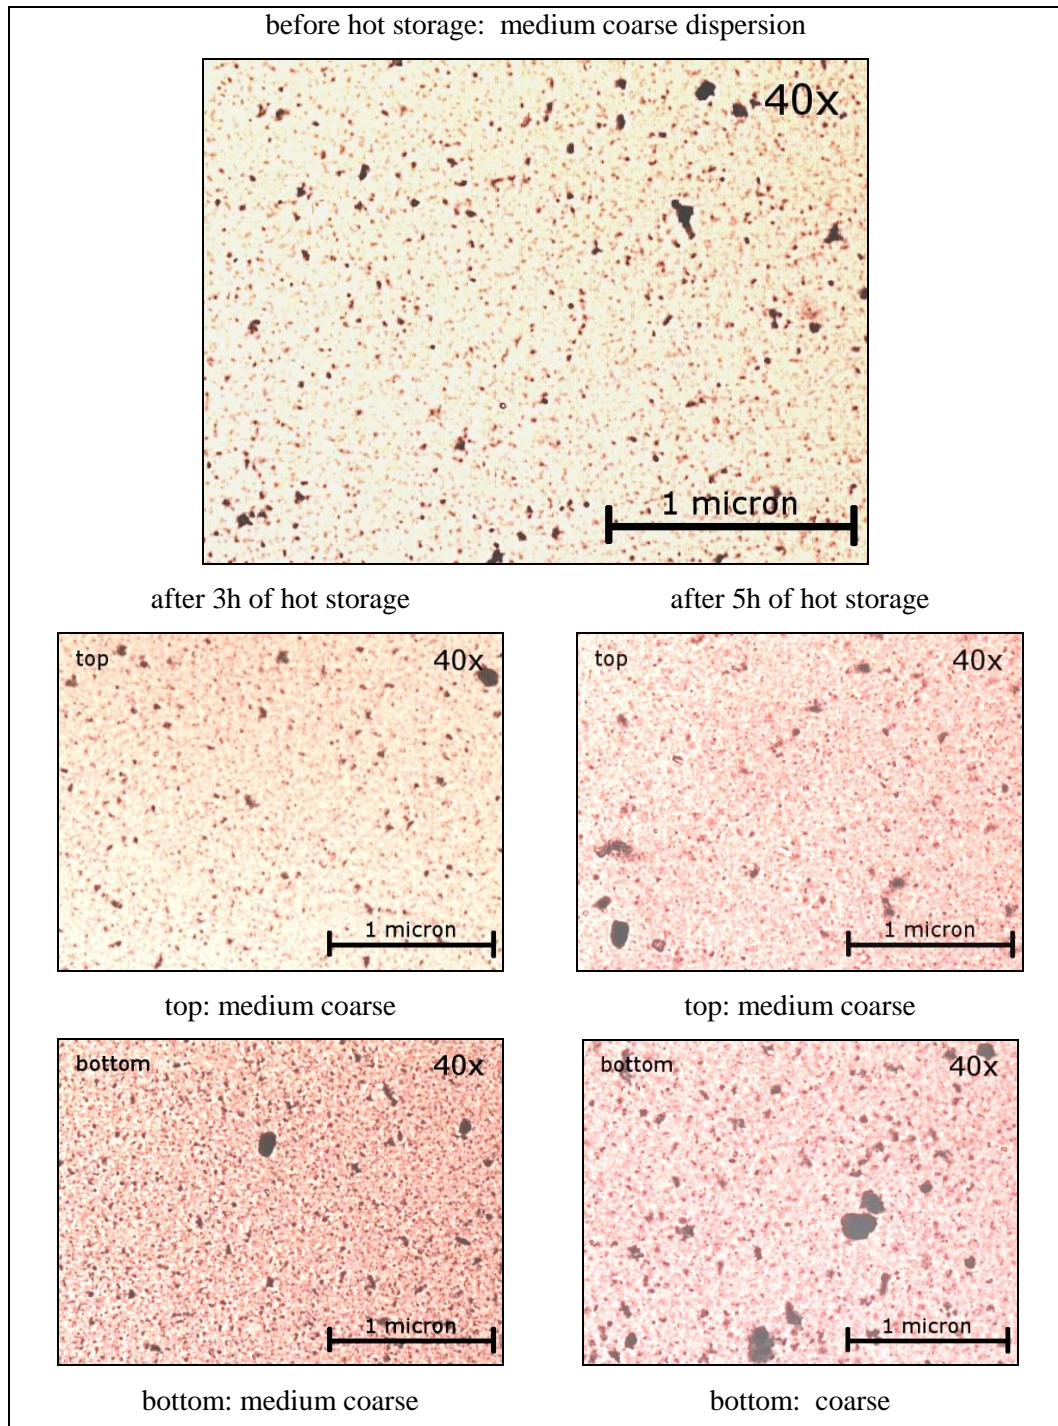 before hot storage:  medium coarse dispersion
40x
1 micron
after 3h of hot storage
after 5h of hot storage
top
40x
1 micron
top
40x
1 micron
top: medium coarse
top: medium coarse
bottom
40x
1 micron
bottom
40x
1 micron
bottom: medium coarse
bottom:  coarse